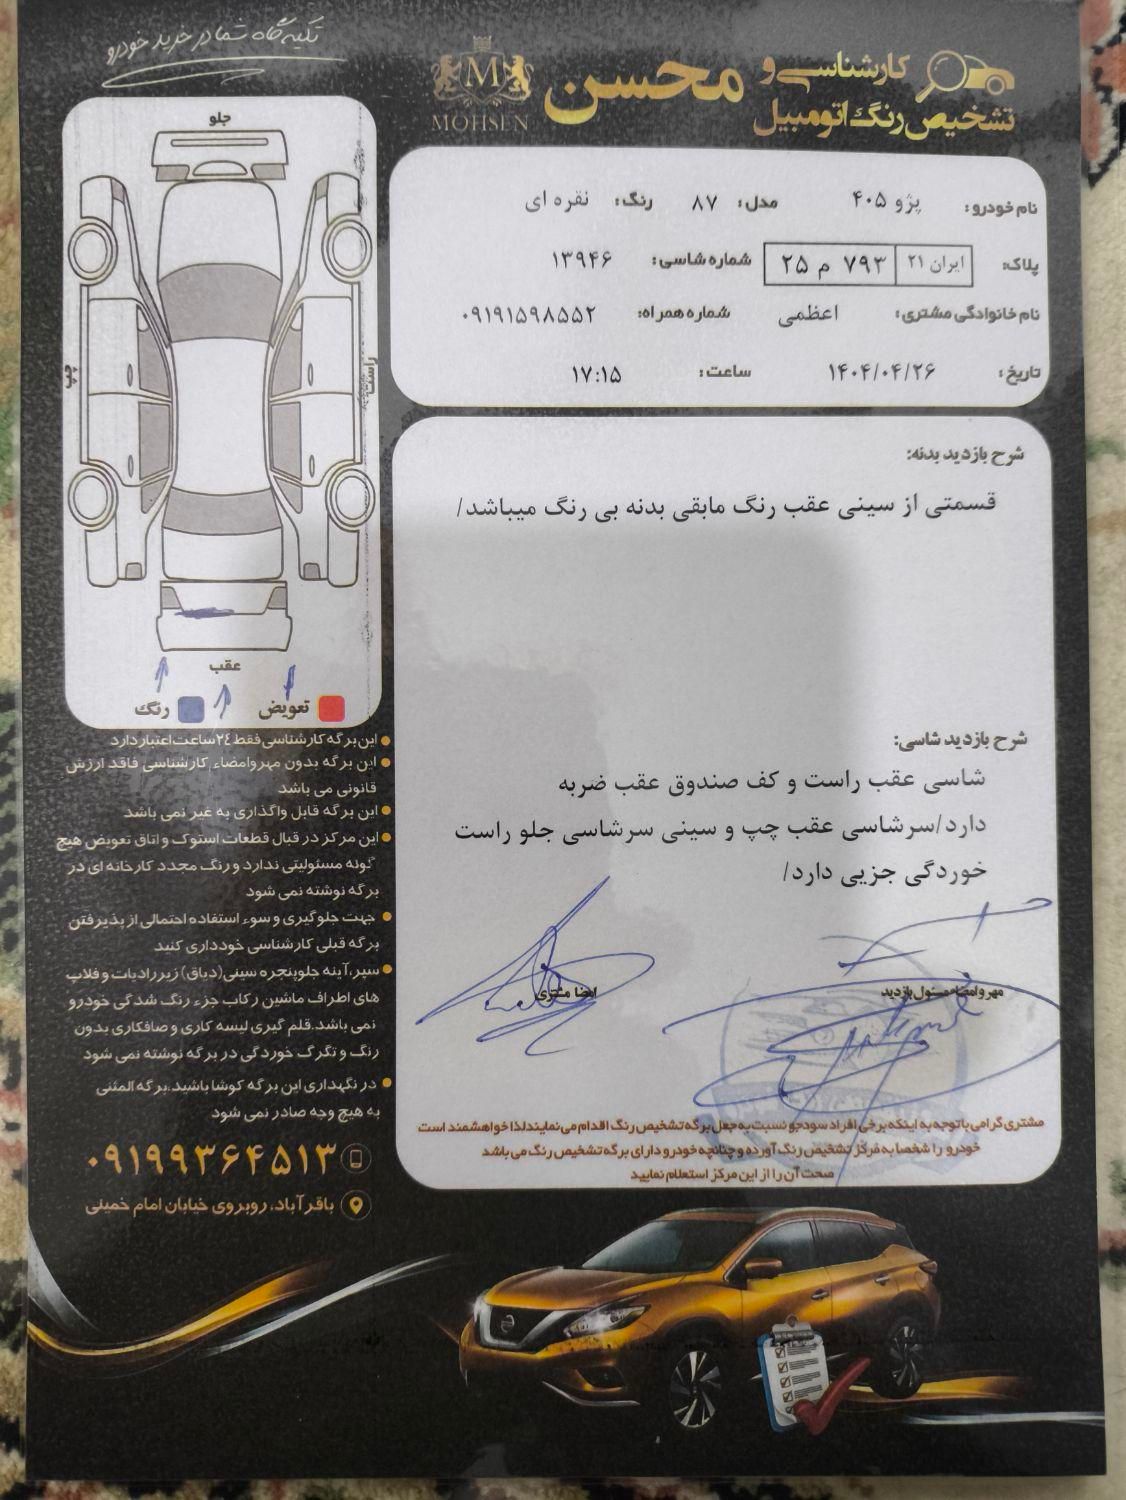 تکیه گاه شما در خرید خودرو
کارشناسی و
تشخیص رنگ اتومبیل
محسن
M
MOHSEN
نام خودرو: پژو ۴۰۵ مدل: ۸۷ رنگ: نقره ای
پلاک: ایران ۲۱ ۷۹۳ م ۲۵ شماره شاسی: ۱۳۹۴۶
نام خانوادگی مشتری: اعظمی شماره همراه: ۰۹۱۹۱۵۹۸۵۵۲
تاریخ: ۱۴۰۴/۰۴/۲۶ ساعت: ۱۷:۱۵
جلو
چپ
راست
عقب
تعویض
رنگ
شرح بازدید بدنه:
قسمتی از سینی عقب رنگ مابقی بدنه بی رنگ میباشد/
شرح بازدید شاسی:
شاسی عقب راست و کف صندوق عقب ضربه
دارد/سرشاسی عقب چپ و سینی سرشاسی جلو راست
خوردگی جزیی دارد/
مهر و امضا مسئول بازدید
امضا مشتری
مشتری گرامی با توجه به اینکه برخی افراد سودجو نسبت به جعل برگه تشخیص رنگ اقدام می نمایند لذا خواهشمند است
خودرو را شخصا به مرکز تشخیص رنگ آورده و چنانچه خودرو دارای برگه تشخیص رنگ می باشد
صحت آن را از این مرکز استعلام نمایید
این برگه کارشناسی فقط ۲۴ ساعت اعتبار دارد
این برگه بدون مهر وامضاء کارشناسی فاقد ارزش
قانونی می باشد
این برگه قابل واگذاری به غیر نمی باشد
این مرکز در قبال قطعات استوک و اتاق تعویض هیچ
گونه مسئولیتی ندارد و رنگ مجدد کارخانه ای در
برگه نوشته نمی شود
جهت جلوگیری و سوء استفاده احتمالی از پذیرفتن
برگه قبلی کارشناسی خودداری کنید
سپر،آینه جلوپنجره سینی(دیاق) زیر رادیات و فلاپ
های اطراف ماشین رکاب جزء رنگ شدگی خودرو
نمی باشد.قلم گیری لیسه کاری و صافکاری بدون
رنگ و تگرگ خوردگی در برگه نوشته نمی شود
در نگهداری این برگه کوشا باشید،برگه المثنی
به هیچ وجه صادر نمی شود
۰۹۱۹۹۳۶۴۵۱۳
باقرآباد، روبروی خیابان امام خمینی